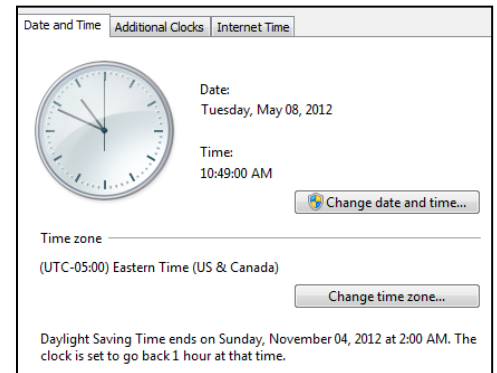 Date and Time Additional Clocks Internet Time
Date:
Tuesday, May 08, 2012
Time:
10:49:00 AM
Change date and time...
Time zone
(UTC-05:00) Eastern Time (US & Canada)
Change time zone...
Daylight Saving Time ends on Sunday, November 04, 2012 at 2:00 AM. The
clock is set to go back 1 hour at that time.